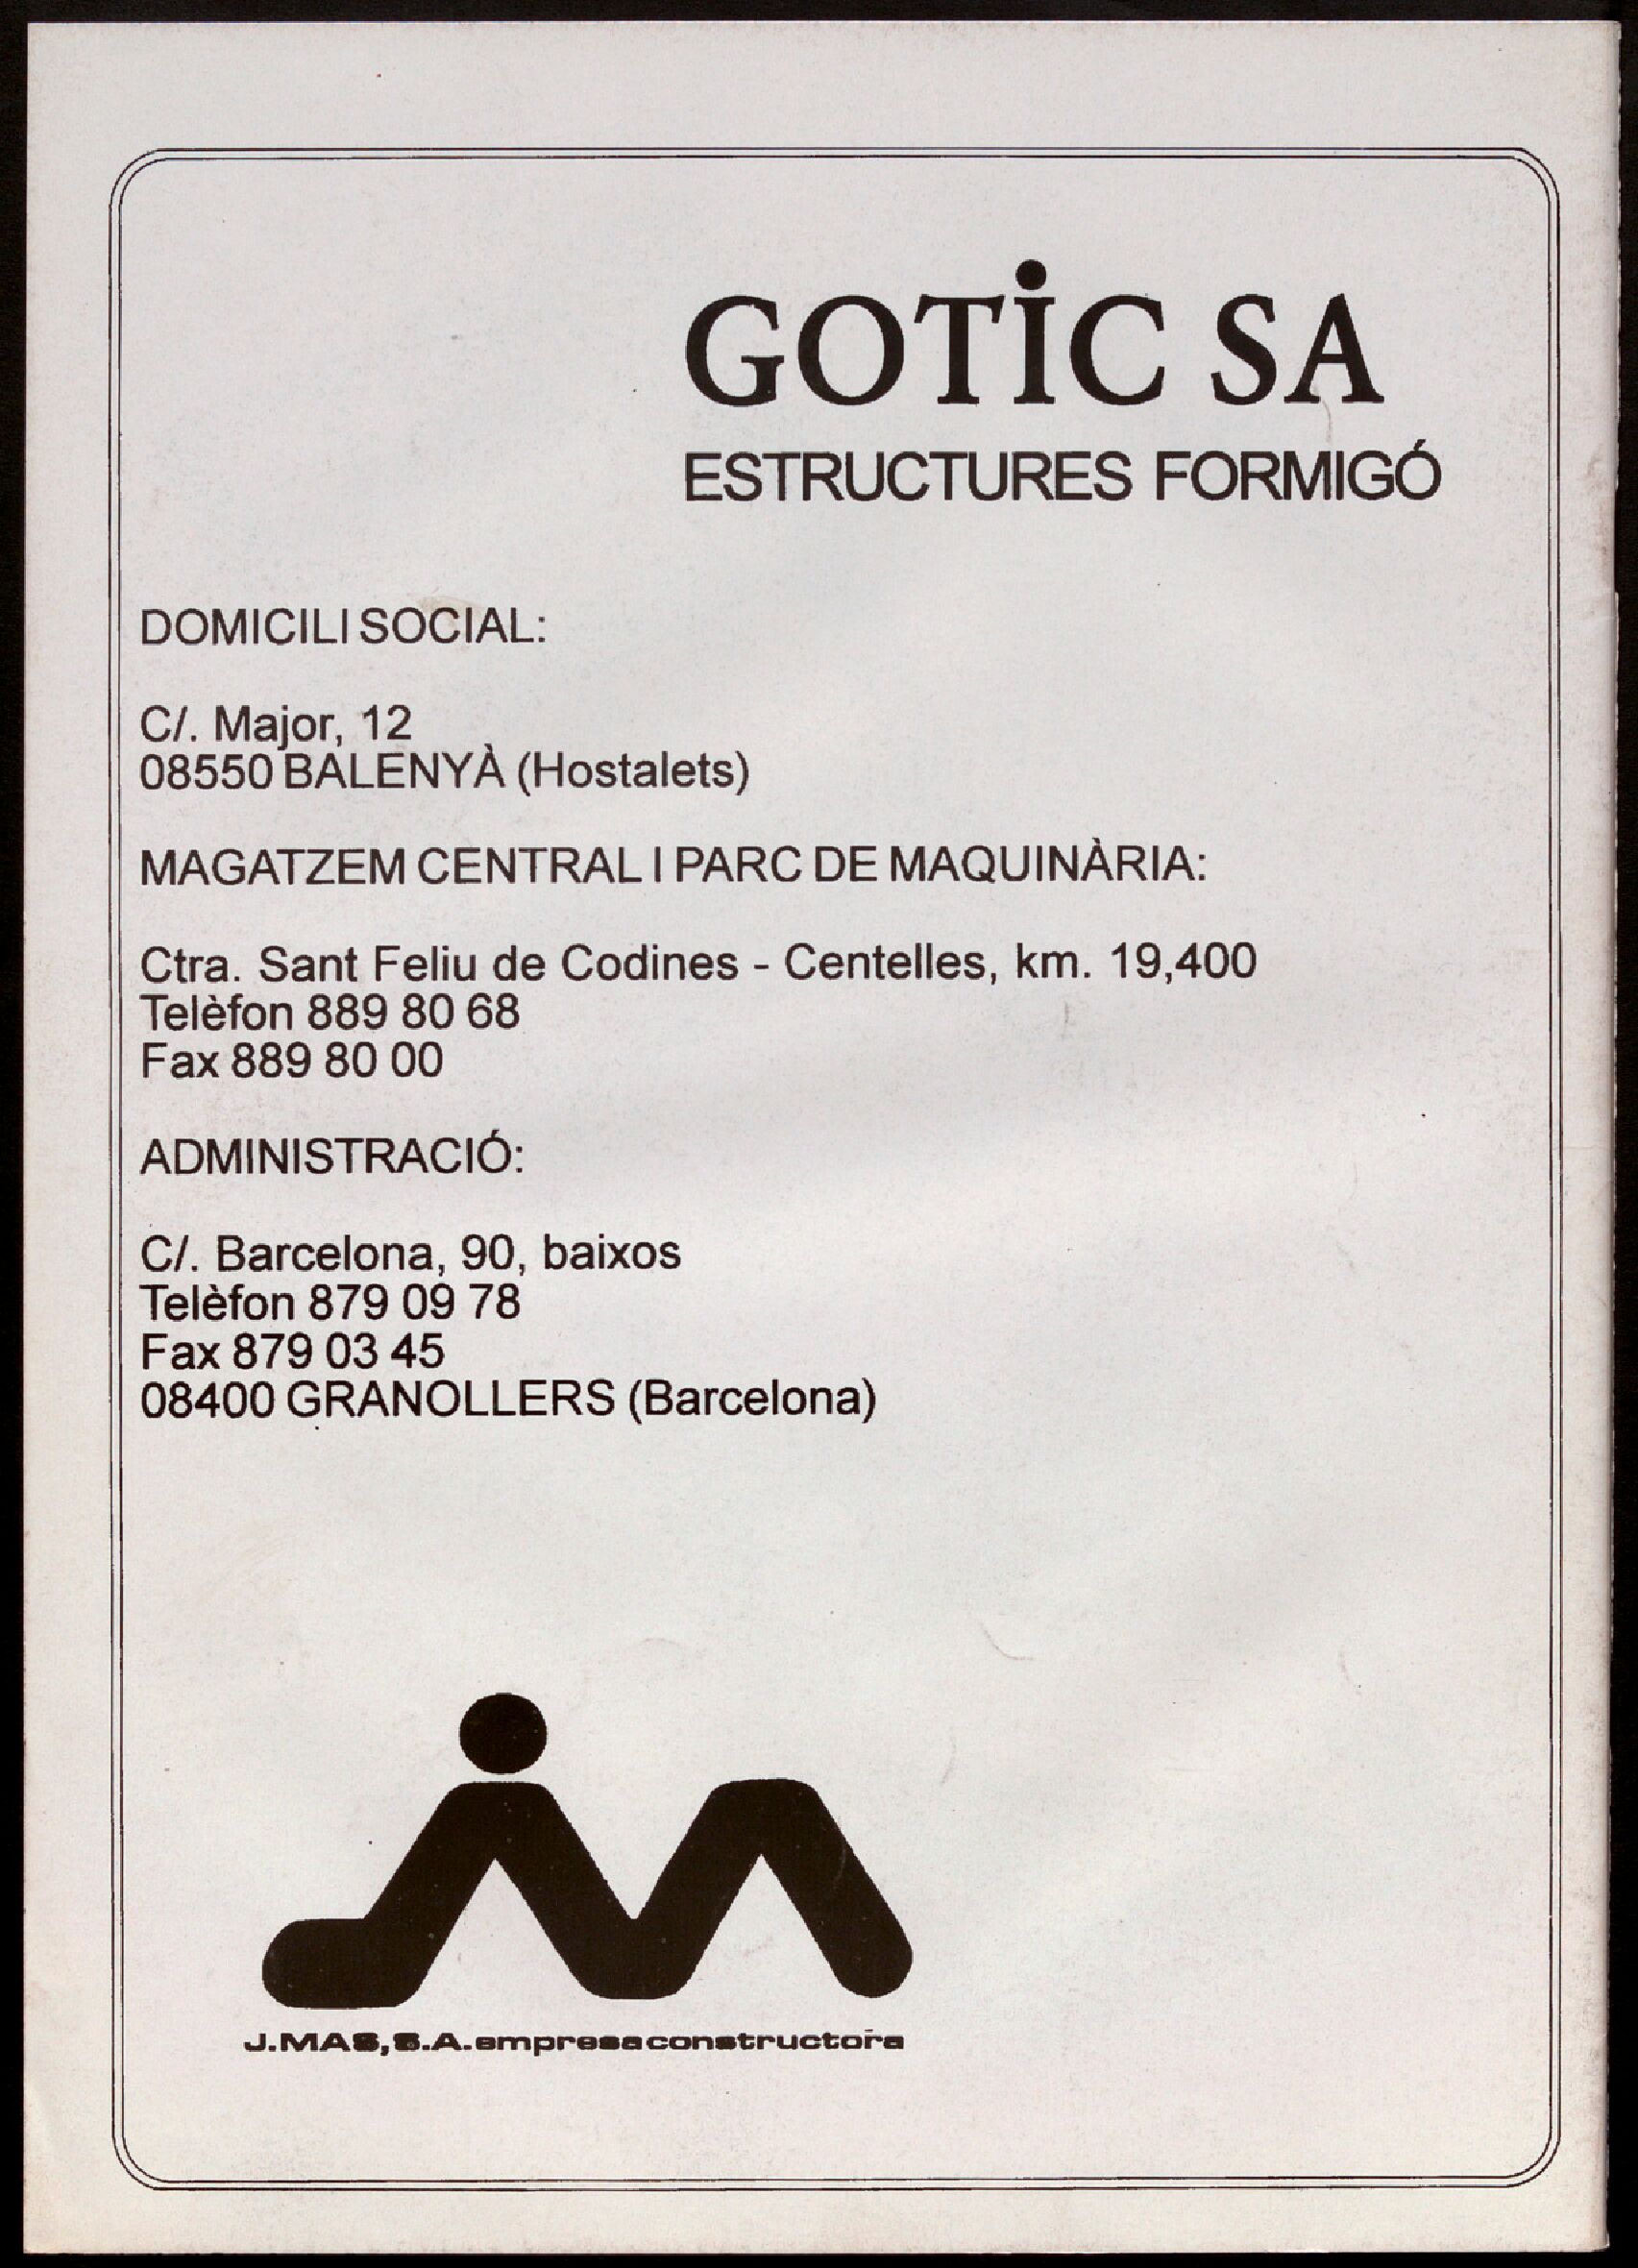 GOTIC SA
ESTRUCTURES FORMIGÓ
DOMICILI SOCIAL:
C/. Major, 12
08550 BALENYÀ (Hostalets)
MAGATZEM CENTRAL I PARC DE MAQUINÀRIA:
Ctra. Sant Feliu de Codines - Centelles, km. 19,400
Telèfon 889 80 68
Fax 889 80 00
ADMINISTRACIÓ:
C/. Barcelona, 90, baixos
Telèfon 879 09 78
Fax 879 03 45
08400 GRANOLLERS (Barcelona)
J.MAS,S.A.empresaconstructora